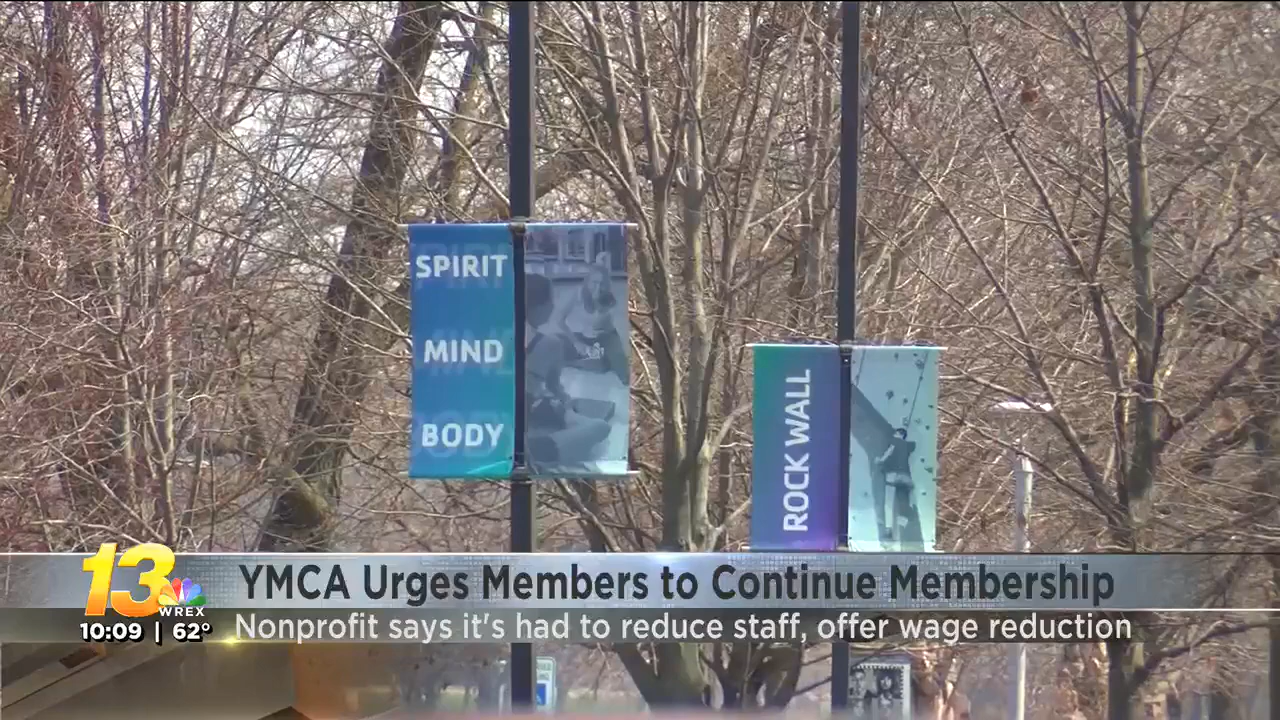 SPIRIT
MIND
BODY
ROCK WALL
13
WREX
YMCA Urges Members to Continue Membership
10:09 | 62°
Nonprofit says it's had to reduce staff, offer wage reduction